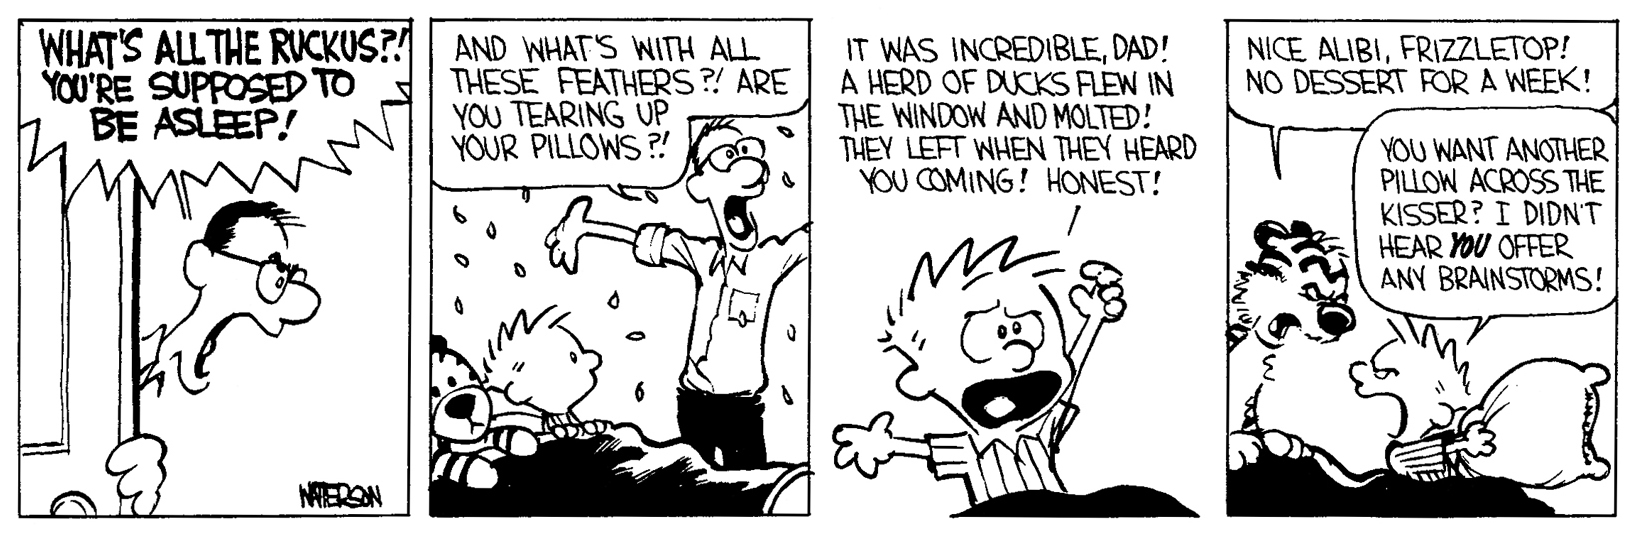 WHAT'S ALL THE RUCKUS?!
YOU'RE SUPPOSED TO
BE ASLEEP!
WATTERSON
AND WHAT'S WITH ALL
THESE FEATHERS?! ARE
YOU TEARING UP
YOUR PILLOWS?!
IT WAS INCREDIBLE, DAD!
A HERD OF DUCKS FLEW IN
THE WINDOW AND MOLTED!
THEY LEFT WHEN THEY HEARD
YOU COMING! HONEST!
NICE ALIBI, FRIZZLETOP!
NO DESSERT FOR A WEEK!
YOU WANT ANOTHER
PILLOW ACROSS THE
KISSER? I DIDN'T
HEAR YOU OFFER
ANY BRAINSTORMS!